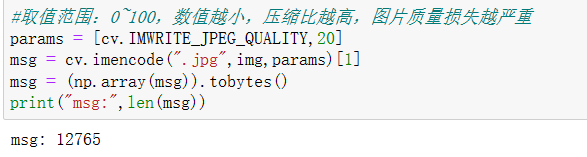 #取值范围：0~100，数值越小，压缩比越高，图片质量损失越严重
params = [cv.IMWRITE_JPEG_QUALITY,20]
msg = cv.imencode(".jpg",img,params)[1]
msg = (np.array(msg)).tobytes()
print("msg:",len(msg))
msg: 12765